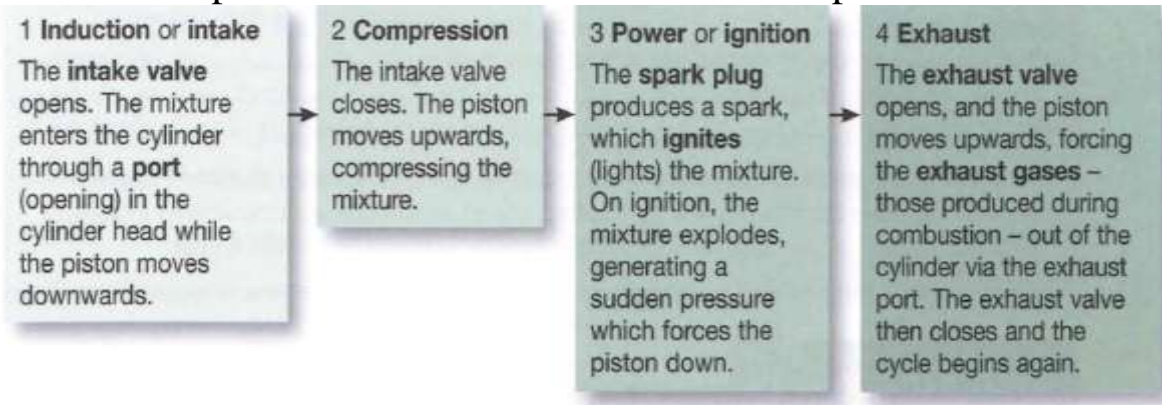 1 Induction or intake
The intake valve
opens. The mixture
enters the cylinder
through a port
(opening) in the
cylinder head while
the piston moves
downwards.
2 Compression
The intake valve
closes. The piston
moves upwards,
compressing the
mixture.
3 Power or ignition
The spark plug
produces a spark,
which ignites
(lights) the mixture.
On ignition, the
mixture explodes,
generating a
sudden pressure
which forces the
piston down.
4 Exhaust
The exhaust valve
opens, and the piston
moves upwards, forcing
the exhaust gases –
those produced during
combustion – out of the
cylinder via the exhaust
port. The exhaust valve
then closes and the
cycle begins again.